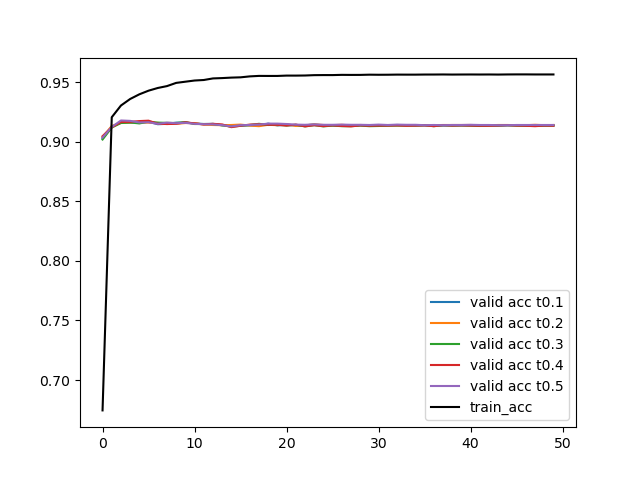 0.95
0.90
0.85
0.80
0.75
0.70
0 10 20 30 40 50
valid acc t0.1
valid acc t0.2
valid acc t0.3
valid acc t0.4
valid acc t0.5
train_acc